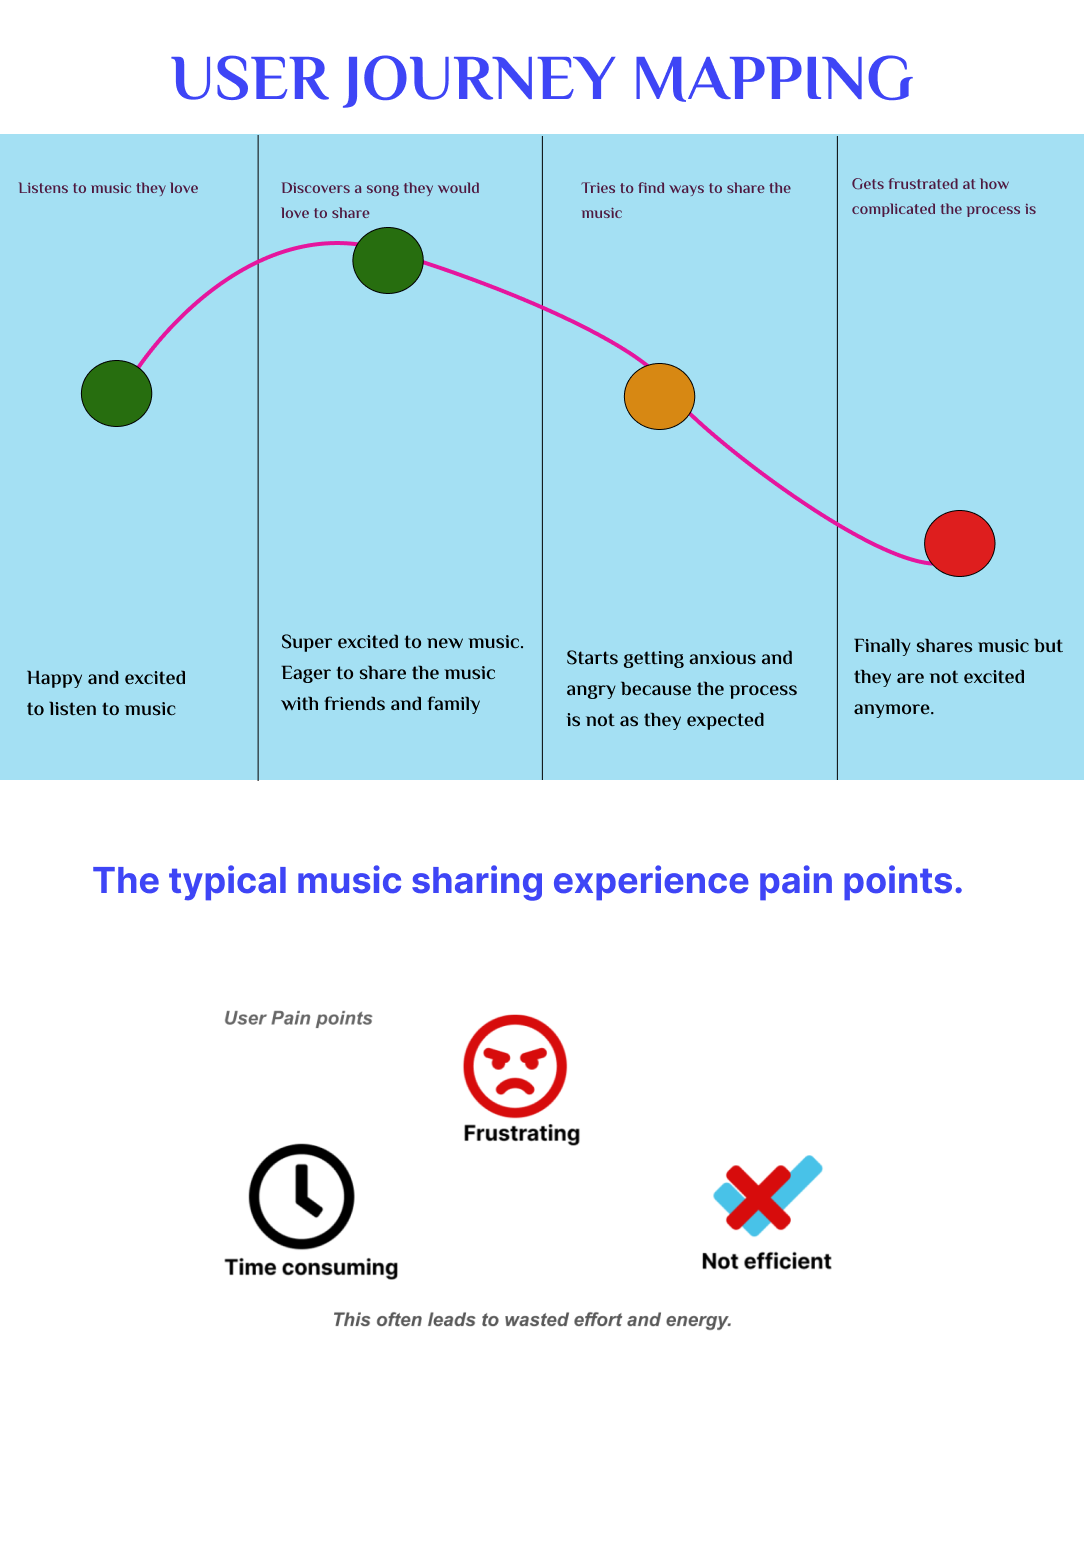 USER JOURNEY MAPPING
Listens to music they love
Discovers a song they would
love to share
Tries to find ways to share the
music
Gets frustrated at how
complicated the process is
Happy and excited
to listen to music
Super excited to new music.
Eager to share the music
with friends and family
Starts getting anxious and
angry because the process
is not as they expected
Finally shares music but
they are not excited
anymore.
The typical music sharing experience pain points.
User Pain points
Frustrating
Time consuming
Not efficient
This often leads to wasted effort and energy.